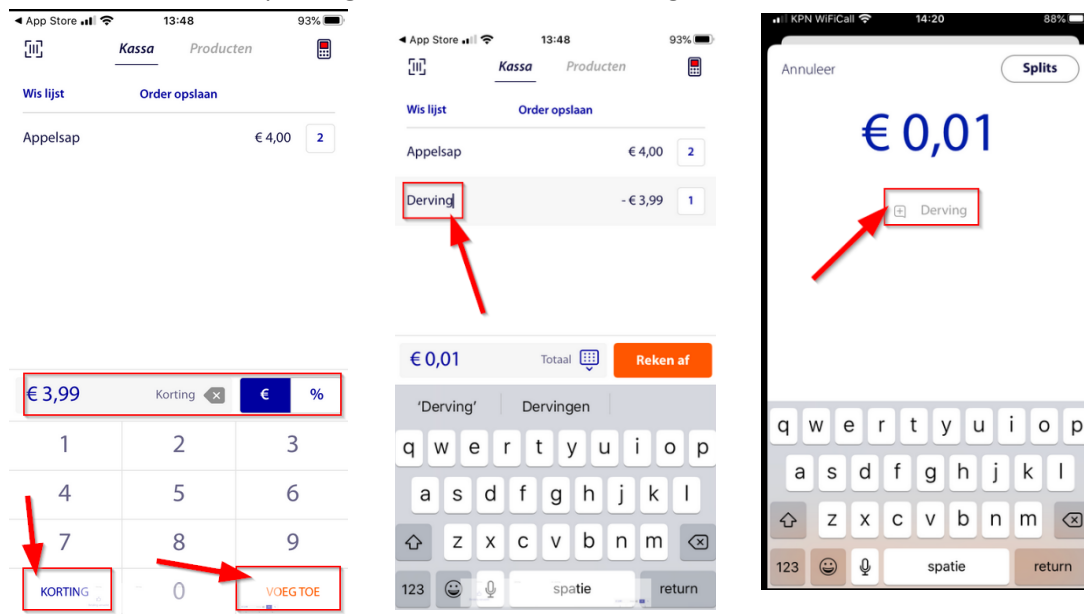 App Store 13:48 93%
Kassa Producten
Wis lijst Order opslaan
Appelsap € 4,00 2
€ 3,99 Korting € %
1 2 3
4 5 6
7 8 9
KORTING 0 VOEG TOE
App Store 13:48 93%
Kassa Producten
Wis lijst Order opslaan
Appelsap € 4,00 2
Derving - € 3,99 1
€ 0,01 Totaal Reken af
‘Derving’ Dervingen
q w e r t y u i o p
a s d f g h j k l
z x c v b n m
123 spatie return
KPN WiFiCall 14:20 88%
Annuleer Splits
€ 0,01
Derving
q w e r t y u i o p
a s d f g h j k l
z x c v b n m
123 spatie return